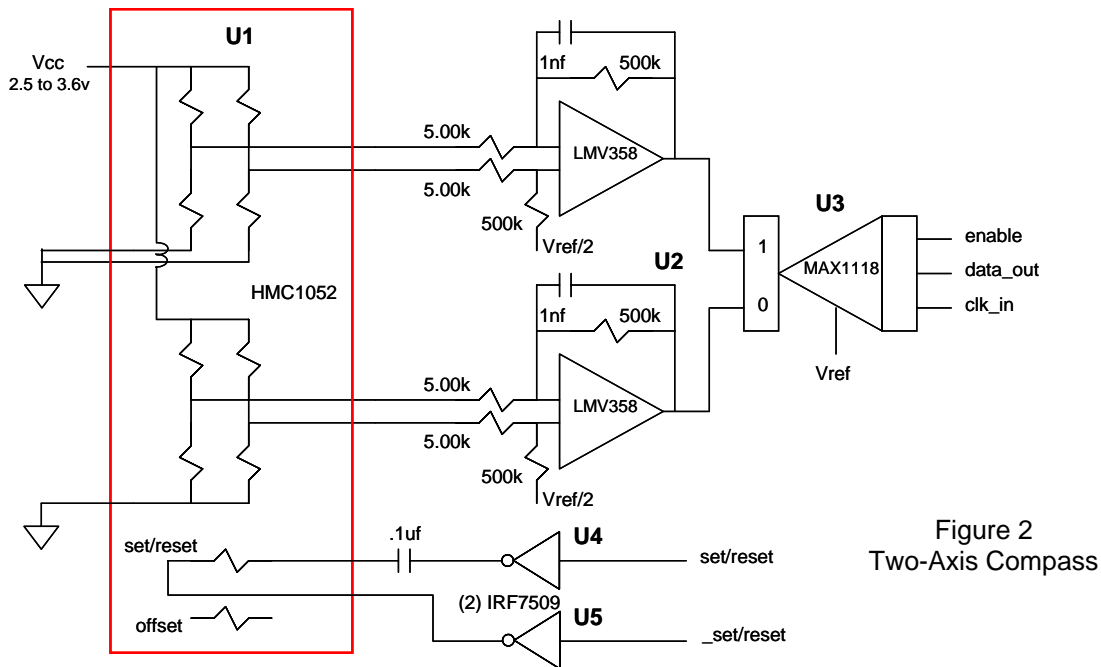 U1
Vcc
2.5 to 3.6v
1nf
500k
5.00k
LMV358
5.00k
500k
Vref/2
U3
1
0
MAX1118
enable
data_out
clk_in
Vref
HMC1052
U2
1nf
500k
5.00k
LMV358
5.00k
500k
Vref/2
set/reset
.1uf
U4
set/reset
(2) IRF7509
U5
offset
_set/reset
Figure 2
Two-Axis Compass